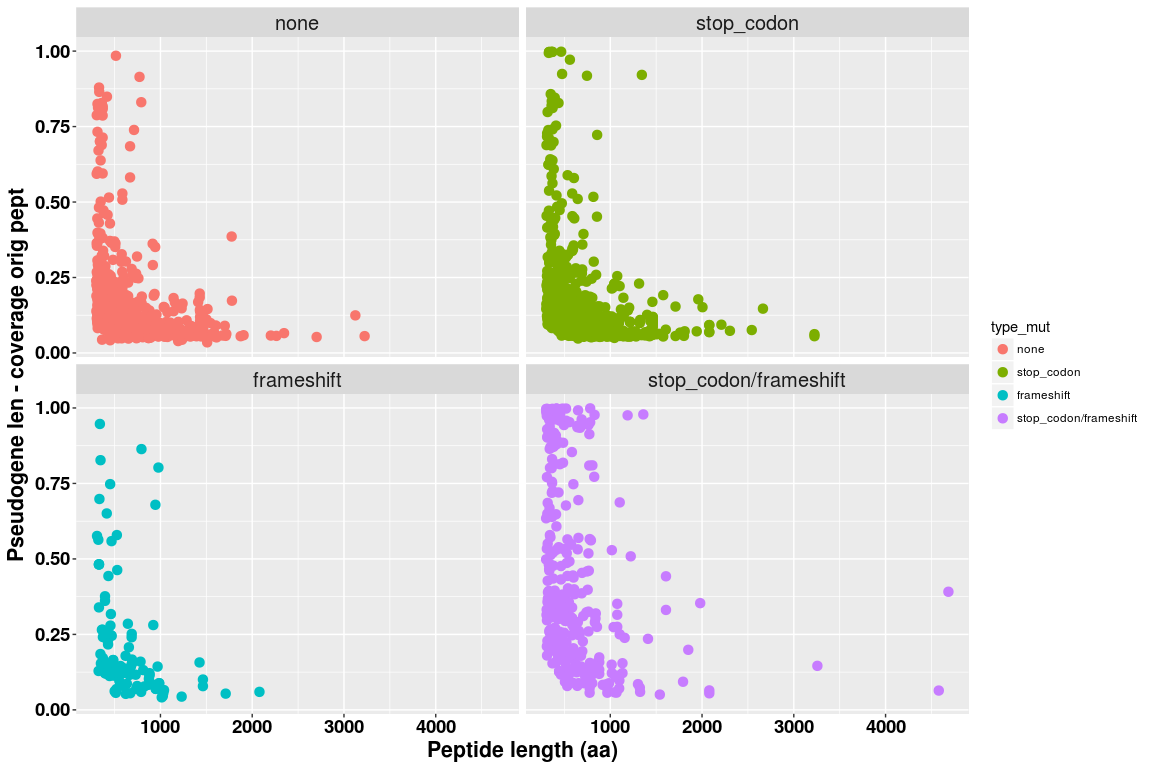 none
stop_codon
1.00
0.75
0.50
0.25
0.00
frameshift
stop_codon/frameshift
1.00
0.75
0.50
0.25
0.00
1000 2000 3000 4000
1000 2000 3000 4000
Peptide length (aa)
Pseudogene len - coverage orig pept
type_mut
none
stop_codon
frameshift
stop_codon/frameshift